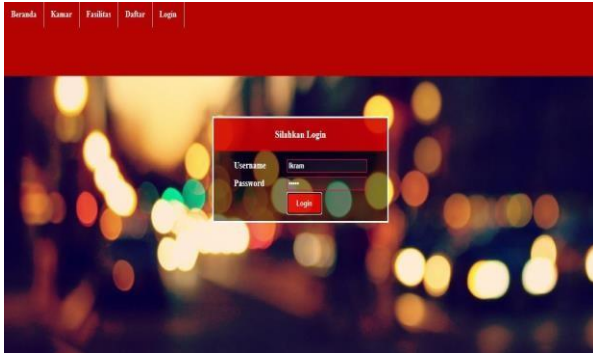 Beranda Kamar Fasilitas Daftar Login
Silahkan Login
Username Ikram
Password
Login